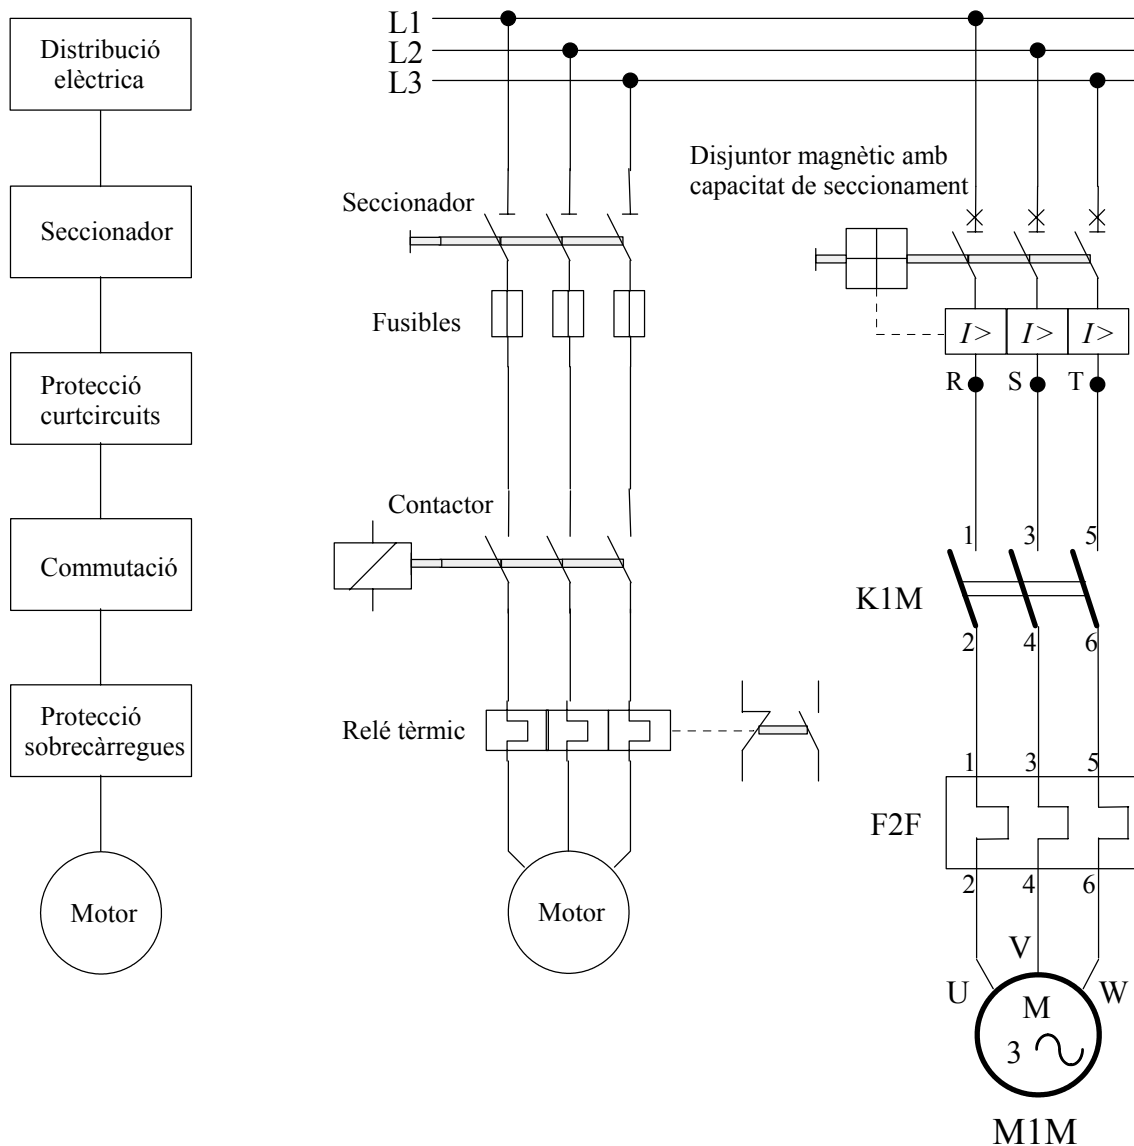 Distribució
elèctrica
Seccionador
Protecció
curtcircuits
Commutació
Protecció
sobrecàrregues
Motor
L1
L2
L3
Seccionador
Fusibles
Contactor
Relé tèrmic
Motor
Disjuntor magnètic amb
capacitat de seccionament
I> I> I>
R S T
1 3 5
K1M
2 4 6
1 3 5
F2F
2 4 6
V
U W
M
3
M1M